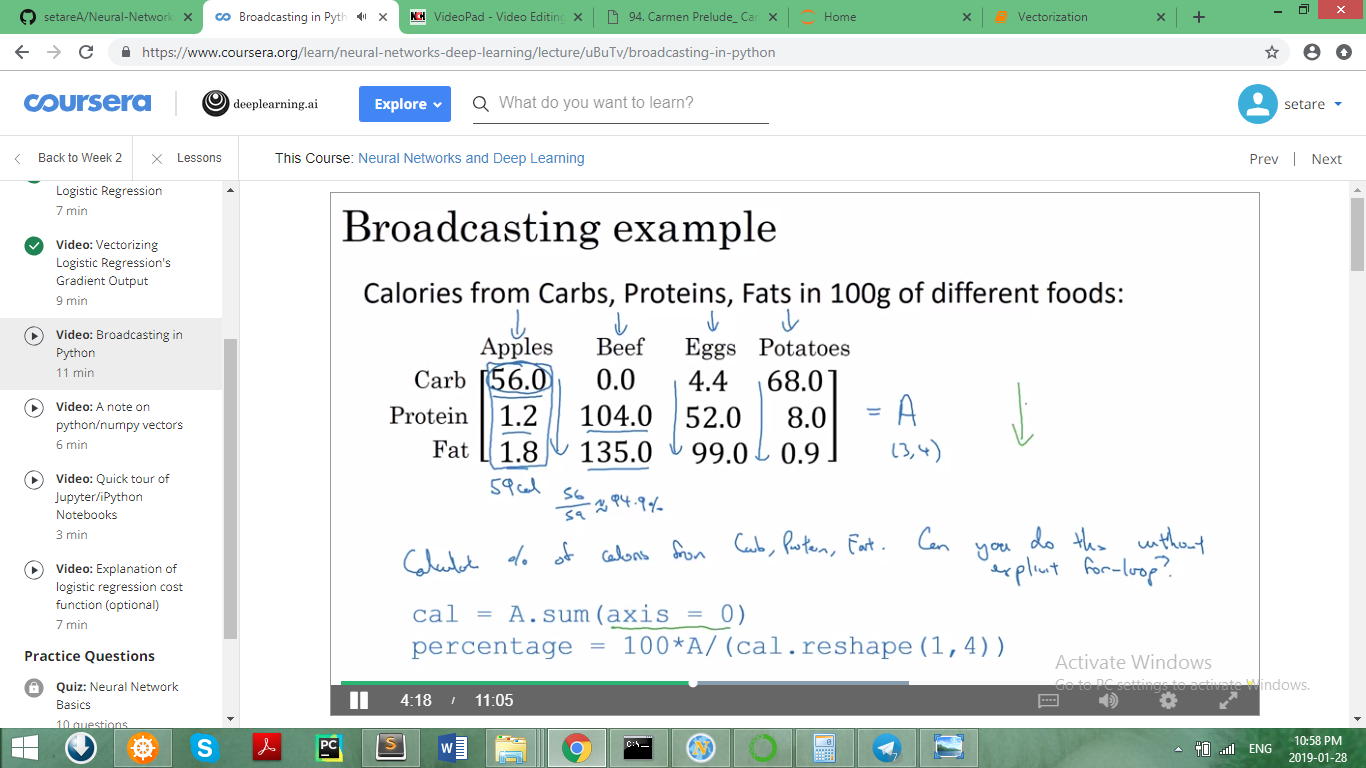 setareA/Neural-Network
Broadcasting in Pyth
VideoPad - Video Editing
94. Carmen Prelude_ Car
Home
Vectorization
https://www.coursera.org/learn/neural-networks-deep-learning/lecture/uBuTv/broadcasting-in-python
coursera
deeplearning.ai
Explore
What do you want to learn?
setare
Back to Week 2
Lessons
This Course: Neural Networks and Deep Learning
Prev | Next
Logistic Regression
7 min
Video: Vectorizing
Logistic Regression's
Gradient Output
9 min
Video: Broadcasting in
Python
11 min
Video: A note on
python/numpy vectors
6 min
Video: Quick tour of
Jupyter/iPython
Notebooks
3 min
Video: Explanation of
logistic regression cost
function (optional)
7 min
Practice Questions
Quiz: Neural Network
Basics
10 questions
Broadcasting example
Calories from Carbs, Proteins, Fats in 100g of different foods:
Apples Beef Eggs Potatoes
Carb 56.0 0.0 4.4 68.0
Protein 1.2 104.0 52.0 8.0 = A
Fat 1.8 135.0 99.0 0.9 (3,4)
59 cal
56/59 ≈ 94.9%
Calculate % of calories from Carb, Protein, Fat. Can you do this without
explicit for-loop?
cal = A.sum(axis = 0)
percentage = 100*A/(cal.reshape(1,4))
Activate Windows
Go to PC settings to activate Windows.
4:18 / 11:05
ENG
10:58 PM
2019-01-28